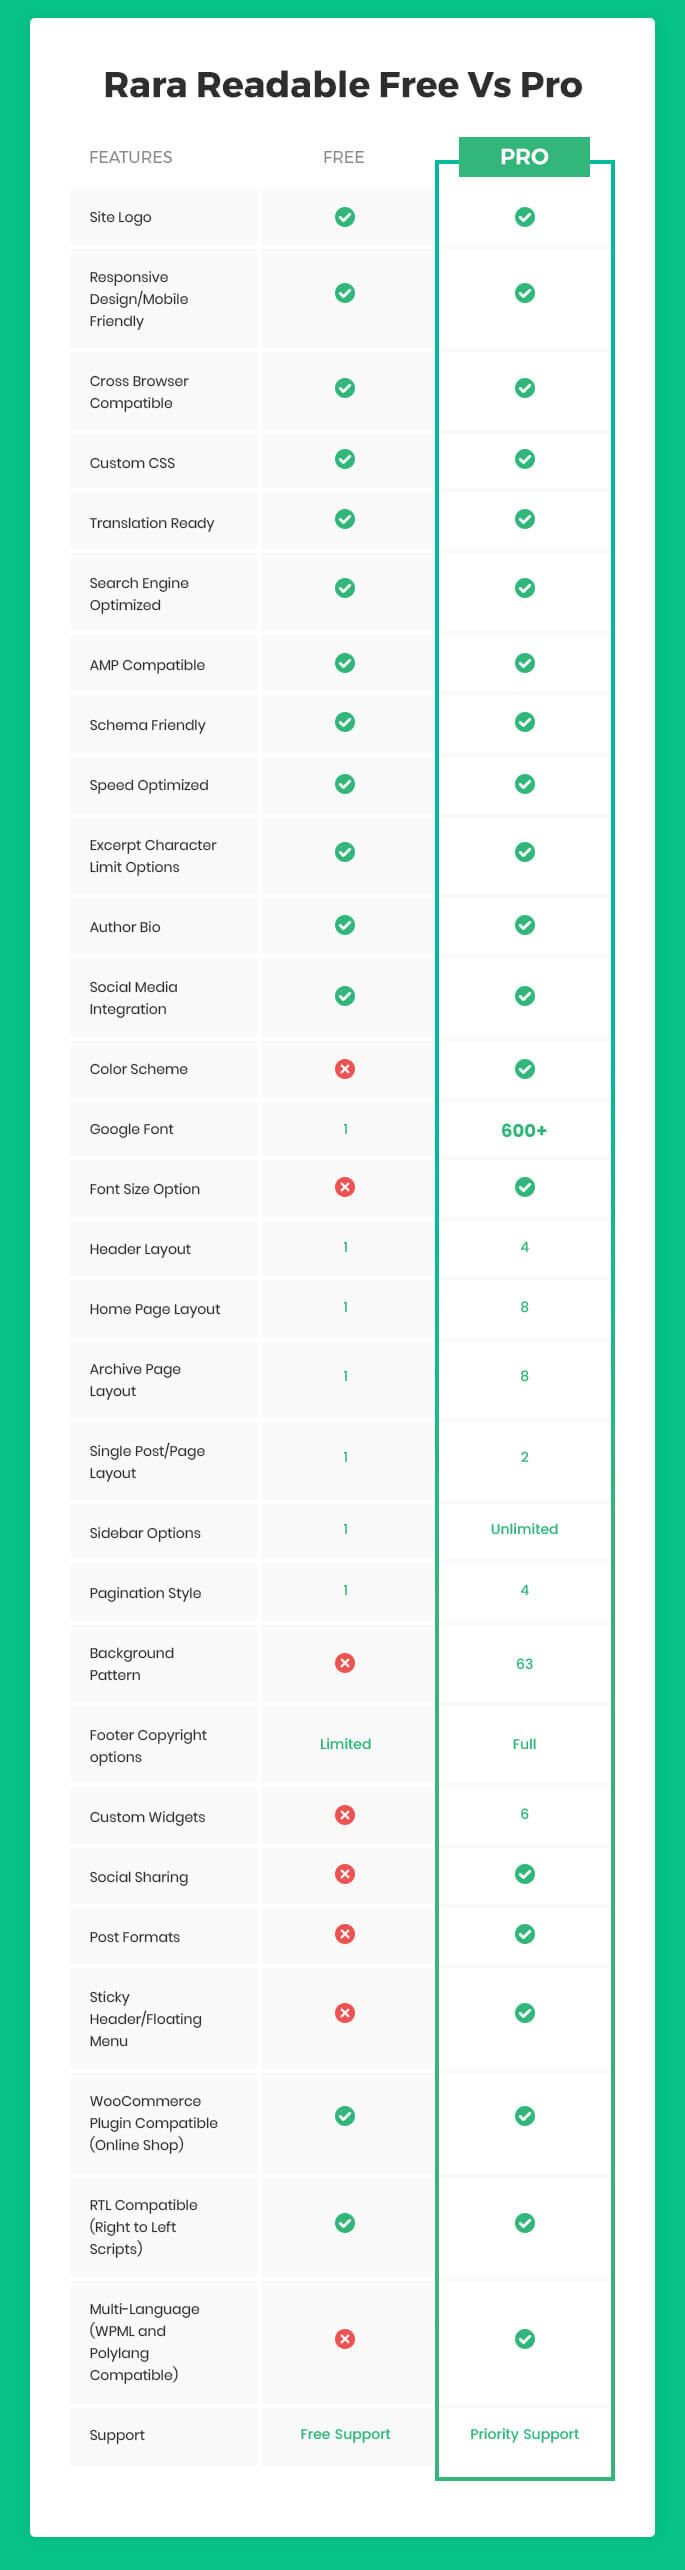 Rara Readable Free Vs Pro
FEATURES FREE PRO
Site Logo
Responsive
Design/Mobile
Friendly
Cross Browser
Compatible
Custom CSS
Translation Ready
Search Engine
Optimized
AMP Compatible
Schema Friendly
Speed Optimized
Excerpt Character
Limit Options
Author Bio
Social Media
Integration
Color Scheme
Google Font 1 600+
Font Size Option
Header Layout 1 4
Home Page Layout 1 8
Archive Page
Layout
1 8
Single Post/Page
Layout
1 2
Sidebar Options 1 Unlimited
Pagination Style 1 4
Background
Pattern
63
Footer Copyright
options
Limited Full
Custom Widgets 6
Social Sharing
Post Formats
Sticky
Header/Floating
Menu
WooCommerce
Plugin Compatible
(Online Shop)
RTL Compatible
(Right to Left
Scripts)
Multi-Language
(WPML and
Polylang
Compatible)
Support Free Support Priority Support